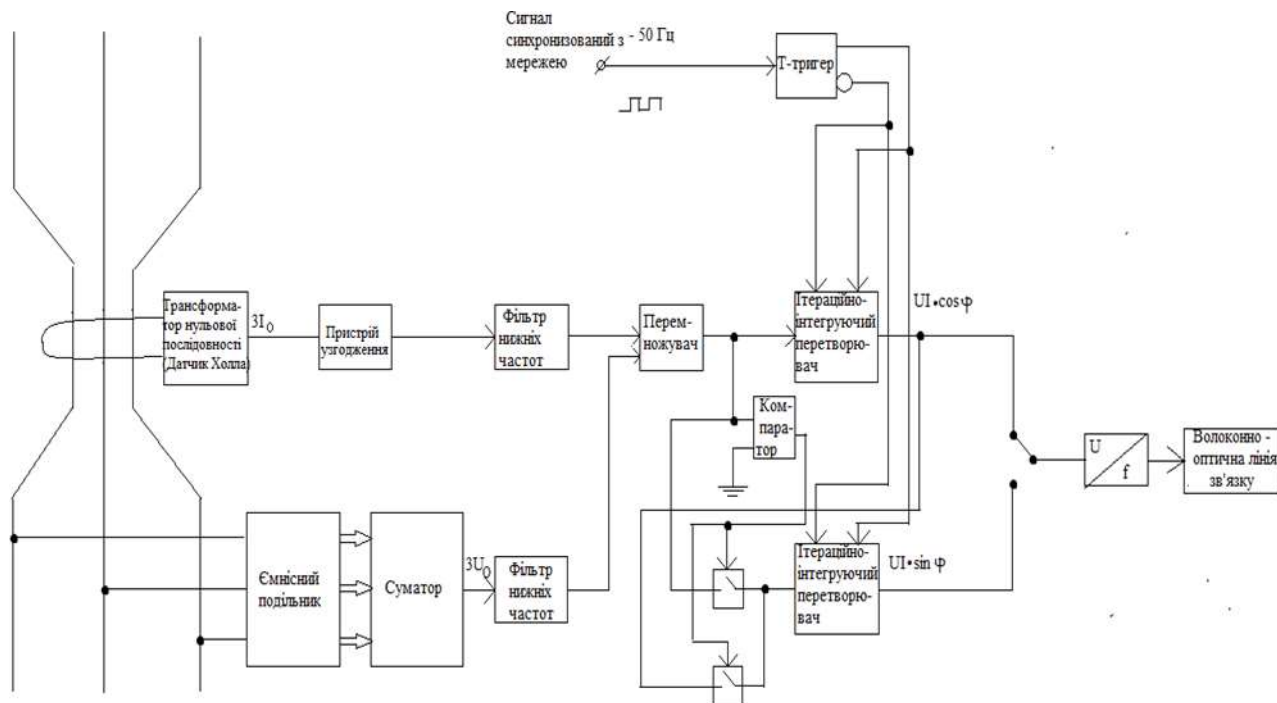 Сигнал
синхронизований з - 50 Гц
мережею
Т-тригер
Трансформа-
тор нульової
послідовності
(Датчик Холла)
3I₀
Пристрій
узгодження
Фільтр
нижніх
частот
Перем-
ножувач
Ітераційно-
інтегруючий
перетворю-
вач
UI•cos φ
Ком-
пара-
тор
U
f
Волоконно -
оптична лінія
зв'язку
Ємнісний
подільник
Суматор
3U₀
Фільтр
нижніх
частот
Ітераційно-
інтегруючий
перетворю-
вач
UI•sin φ